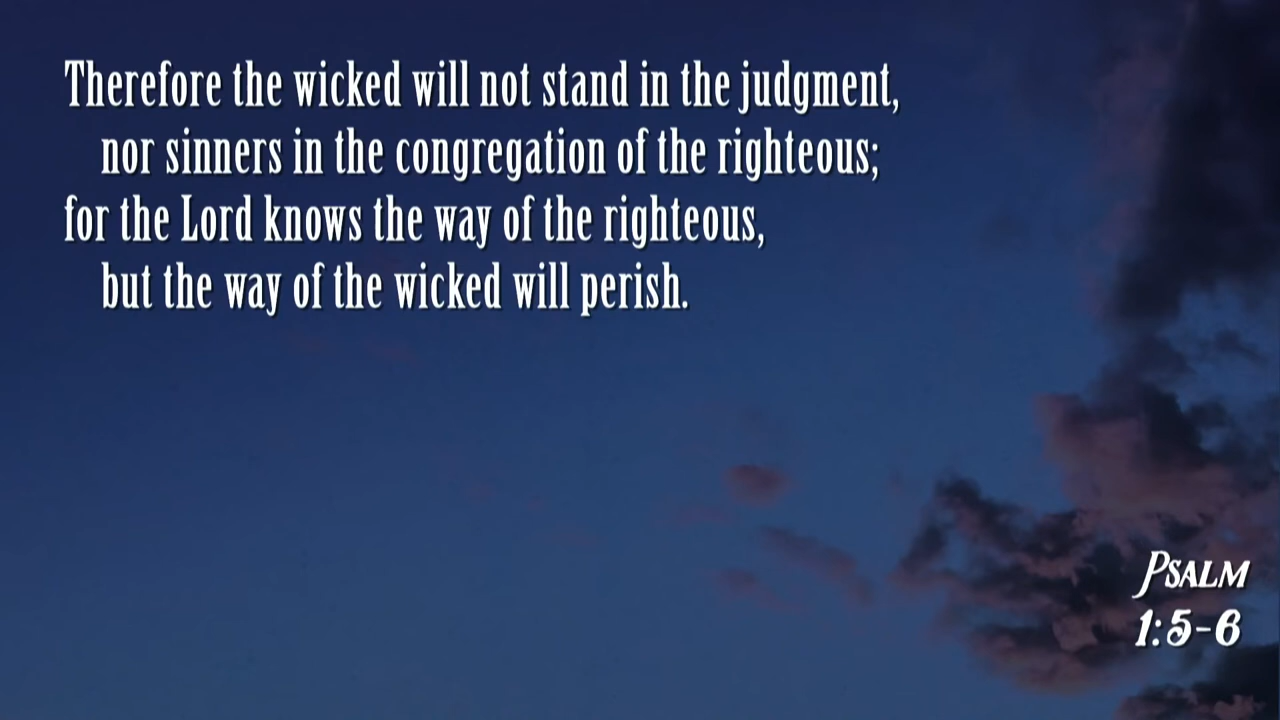 Therefore the wicked will not stand in the judgment,
nor sinners in the congregation of the righteous;
for the Lord knows the way of the righteous,
but the way of the wicked will perish.
Psalm
1:5-6